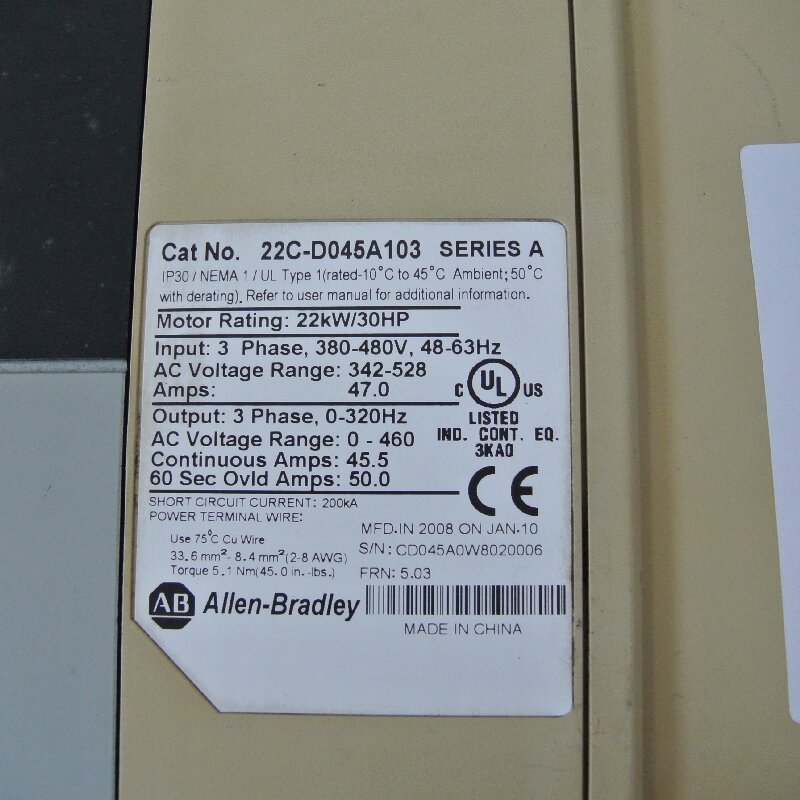 Cat No. 22C-D045A103 SERIES A
IP30 / NEMA 1 / UL Type 1(rated-10°C to 45°C Ambient; 50°C
with derating). Refer to user manual for additional information.
Motor Rating: 22kW/30HP
Input: 3 Phase, 380-480V, 48-63Hz
AC Voltage Range: 342-528
Amps: 47.0
C UL US
LISTED
IND. CONT. EQ.
3KAQ
Output: 3 Phase, 0-320Hz
AC Voltage Range: 0 - 460
Continuous Amps: 45.5
60 Sec Ovld Amps: 50.0
CE
SHORT CIRCUIT CURRENT: 200kA
POWER TERMINAL WIRE:
Use 75°C Cu Wire
33.6 mm²- 8.4 mm²(2-8 AWG)
Torque 5.1 Nm(45.0 in.-lbs.)
MFD.IN 2008 ON JAN-10
S/N: CD045A0W8020006
FRN: 5.03
AB Allen-Bradley
MADE IN CHINA